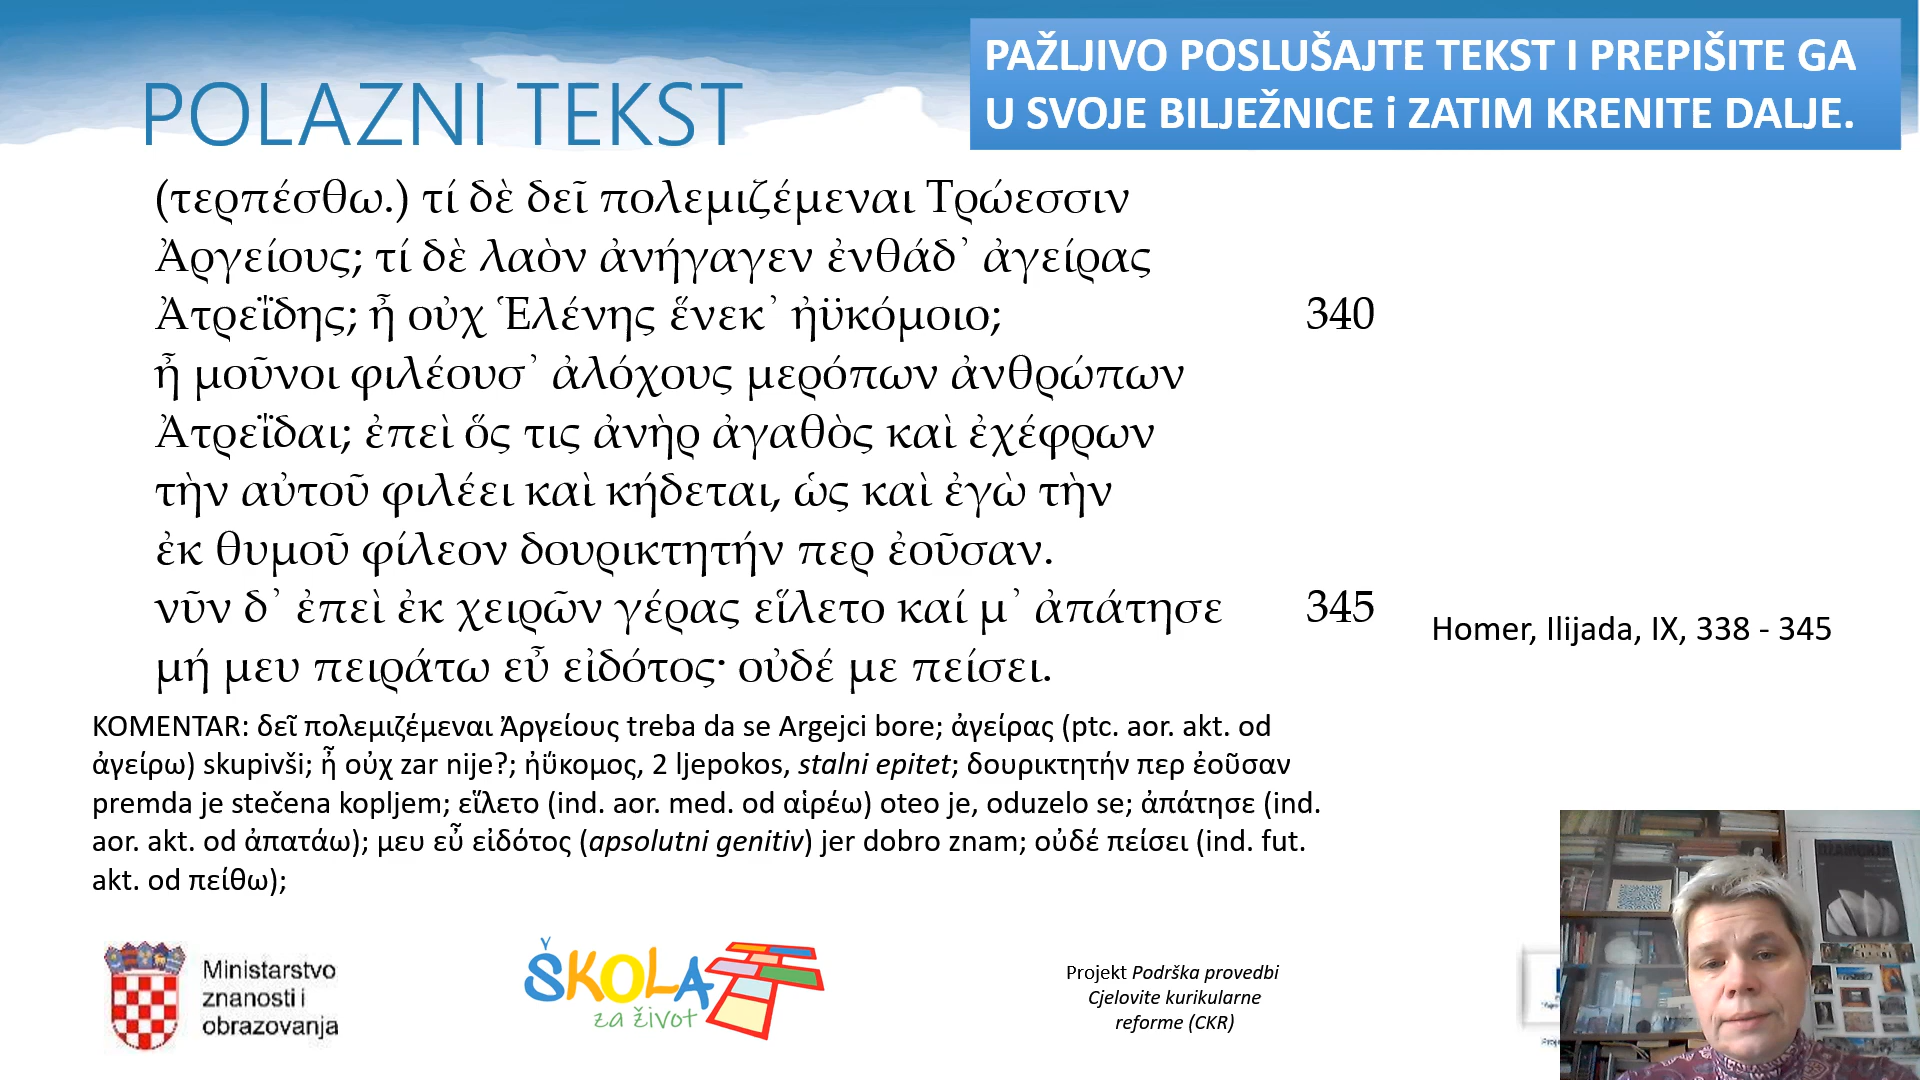 PAŽLJIVO POSLUŠAJTE TEKST I PREPIŠITE GA
U SVOJE BILJEŽNICE i ZATIM KRENITE DALJE.
POLAZNI TEKST
(τερπέσθω.) τί δὲ δεῖ πολεμιζέμεναι Τρώεσσιν
Ἀργείους; τί δὲ λαὸν ἀνήγαγεν ἐνθάδ᾽ ἀγείρας
Ἀτρεΐδης; ἦ οὐχ Ἑλένης ἕνεκ᾽ ἠϋκόμοιο; 340
ἦ μοῦνοι φιλέουσ᾽ ἀλόχους μερόπων ἀνθρώπων
Ἀτρεΐδαι; ἐπεὶ ὅς τις ἀνὴρ ἀγαθὸς καὶ ἐχέφρων
τὴν αὐτοῦ φιλέει καὶ κήδεται, ὡς καὶ ἐγὼ τὴν
ἐκ θυμοῦ φίλεον δουρικτητήν περ ἐοῦσαν.
νῦν δ᾽ ἐπεὶ ἐκ χειρῶν γέρας εἵλετο καί μ᾽ ἀπάτησε 345
μή μευ πειράτω εὖ εἰδότος· οὐδέ με πείσει.
Homer, Ilijada, IX, 338 - 345
KOMENTAR: δεῖ πολεμιζέμεναι Ἀργείους treba da se Argejci bore; ἀγείρας (ptc. aor. akt. od
ἀγείρω) skupivši; ἦ οὐχ zar nije?; ἠΰκομος, 2 ljepokos, stalni epitet; δουρικτητήν περ ἐοῦσαν
premda je stečena kopljem; εἵλετο (ind. aor. med. od αἱρέω) oteo je, oduzelo se; ἀπάτησε (ind.
aor. akt. od ἀπατάω); μευ εὖ εἰδότος (apsolutni genitiv) jer dobro znam; οὐδέ πείσει (ind. fut.
akt. od πείθω);
Ministarstvo
znanosti i
obrazovanja
ŠKOLA
za život
Projekt Podrška provedbi
Cjelovite kurikularne
reforme (CKR)